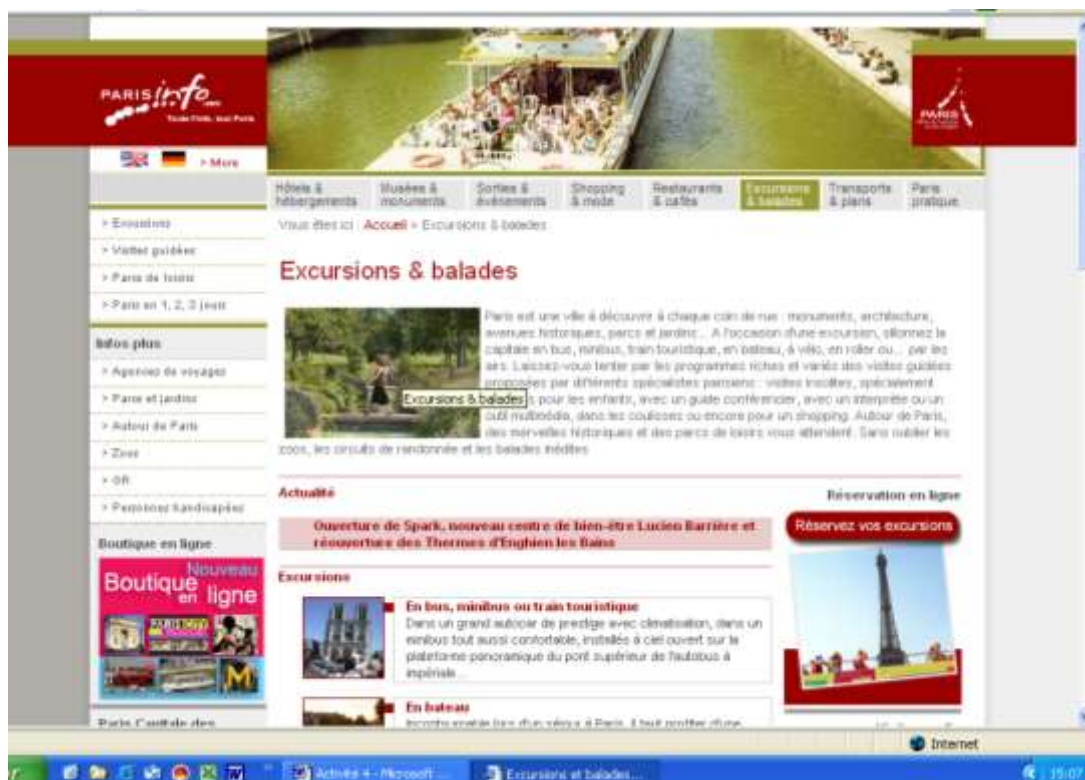 PARIS info
Toute l'info, tout Paris
PARIS
> More
Hôtels &
hébergements
Musées &
monuments
Sorties &
événements
Shopping
& mode
Restaurants
& cafés
Excursions
& balades
Transports
& plans
Paris
pratique
Vous êtes ici : Accueil > Excursions & balades
> Excursions
> Visites guidées
> Parcs de loisirs
> Paris en 1, 2, 3 jours
Infos plus
> Agences de voyages
> Parcs et jardins
> Autour de Paris
> Zoos
> Personnes handicapées
Boutique en ligne
Nouveau
Boutique
en ligne
Excursions & balades
Paris est une ville à découvrir à chaque coin de rue : monuments, architecture,
avenues historiques, parcs et jardins... A l'occasion d'une excursion, sillonnez la
capitale en bus, minibus, train touristique, en bateau, à vélo, en roller ou... par les
airs. Laissez-vous tenter par les programmes riches et variés des visites guidées
proposées par différents spécialistes parisiens : visites insolites, spécialement
Excursions & balades
pour les enfants, avec un guide conférencier, avec un interprète ou un
outil multimédia, dans les coulisses ou encore pour un shopping. Autour de Paris,
des merveilles historiques et des parcs de loisirs vous attendent. Sans oublier les
zoos, les circuits de randonnée et les balades inédites
Actualité
Ouverture de Spark, nouveau centre de bien-être Lucien Barrière et
réouverture des Thermes d'Enghien les Bains
Excursions
En bus, minibus ou train touristique
Dans un grand autocar de prestige avec climatisation, dans un
minibus tout aussi confortable, installés à ciel ouvert sur la
plateforme panoramique du pont supérieur de l'autobus à
impériale...
En bateau
Réservation en ligne
Réservez vos excursions
Internet
Activité 4 - Microsoft ...
Excursions et balades...
15:07